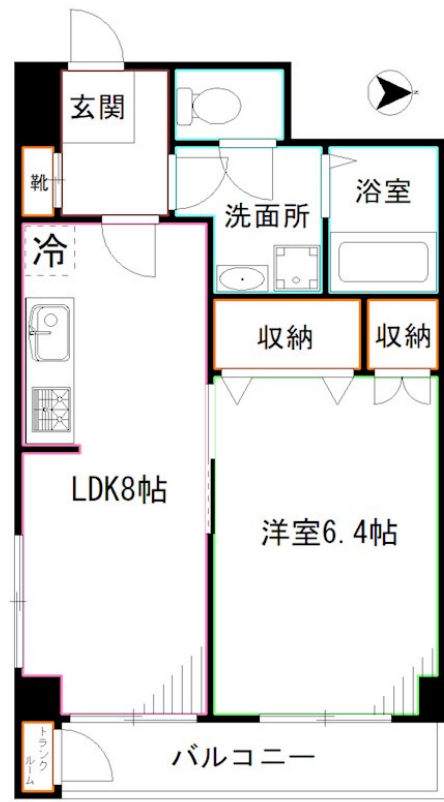 玄関
靴
洗面所
浴室
冷
収納
収納
LDK8帖
洋室6.4帖
トランク
ルーム
バルコニー